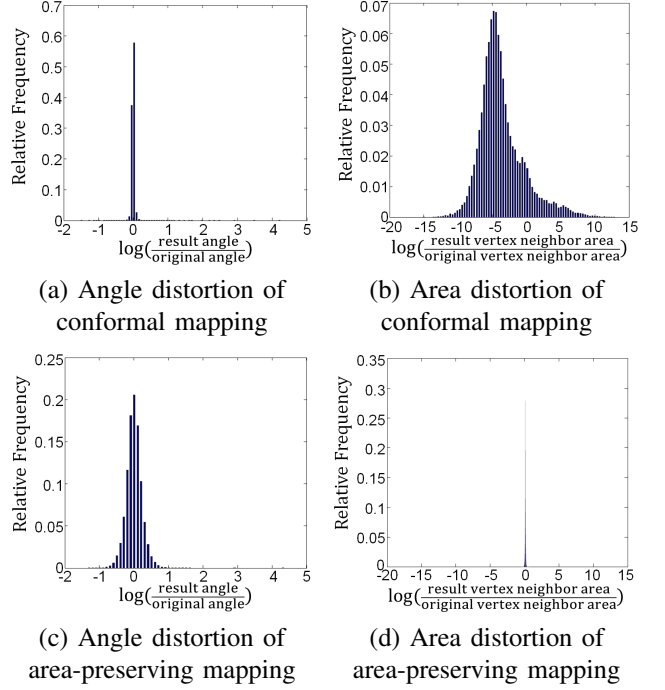 0.7
0.6
0.5
0.4
0.3
0.2
0.1
0
Relative Frequency
-2 -1 0 1 2 3 4 5
log(result angle/original angle)
(a) Angle distortion of
conformal mapping
0.07
0.06
0.05
0.04
0.03
0.02
0.01
0
Relative Frequency
-20 -15 -10 -5 0 5 10 15
log(result vertex neighbor area/original vertex neighbor area)
(b) Area distortion of
conformal mapping
0.25
0.2
0.15
0.1
0.05
0
Relative Frequency
-2 -1 0 1 2 3 4 5
log(result angle/original angle)
(c) Angle distortion of
area-preserving mapping
0.35
0.3
0.25
0.2
0.15
0.1
0.05
0
Relative Frequency
-20 -15 -10 -5 0 5 10 15
log(result vertex neighbor area/original vertex neighbor area)
(d) Area distortion of
area-preserving mapping